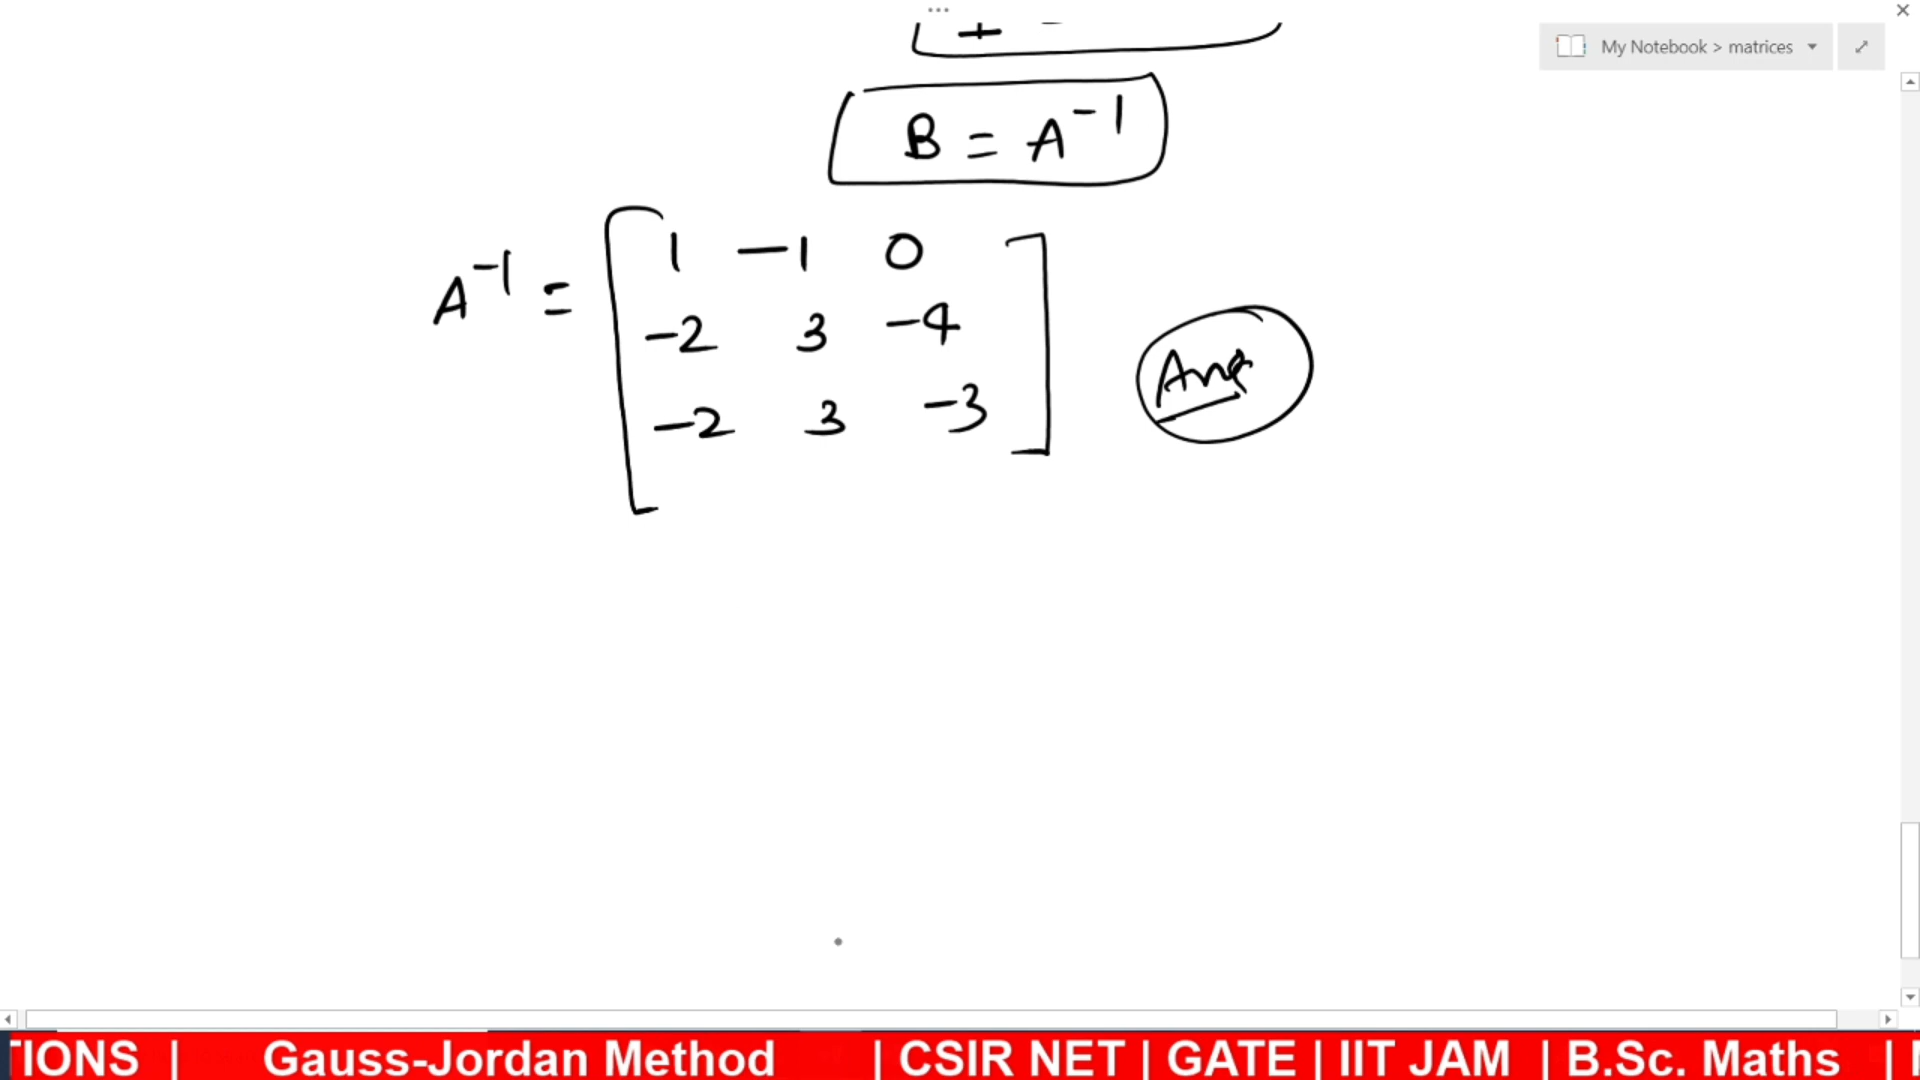 My Notebook > matrices
B = A⁻¹
A⁻¹ =
1 -1 0
-2 3 -4
-2 3 -3
Ans
TIONS | Gauss-Jordan Method | CSIR NET | GATE | IIT JAM | B.Sc. Maths |